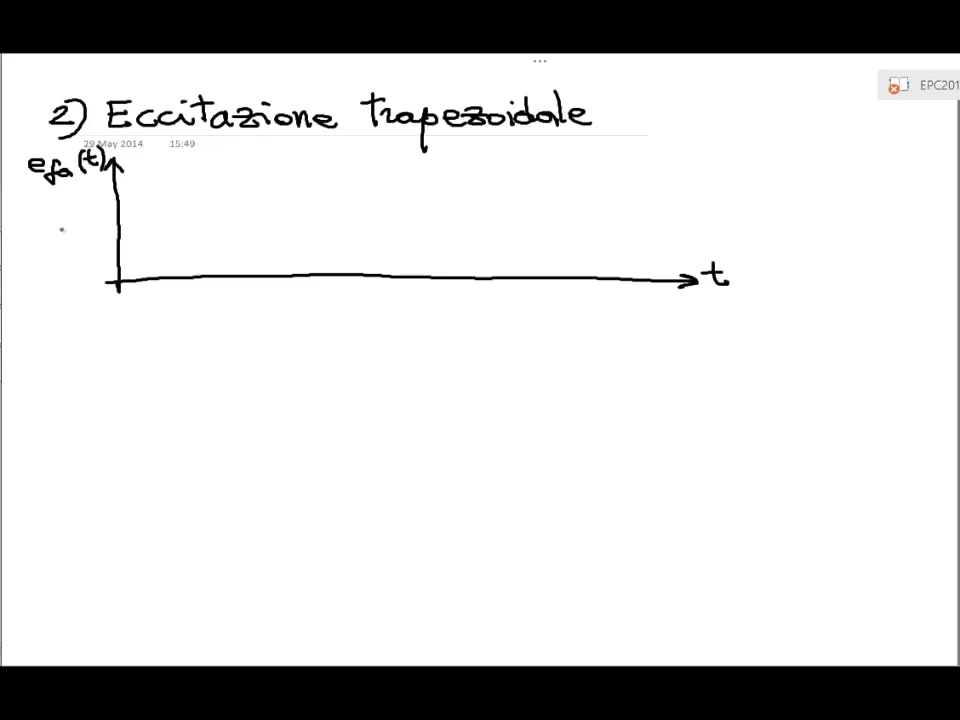 ...
EPC201
2) Eccitazione trapezoidale
29 May 2014 15:49
efa(t)
t